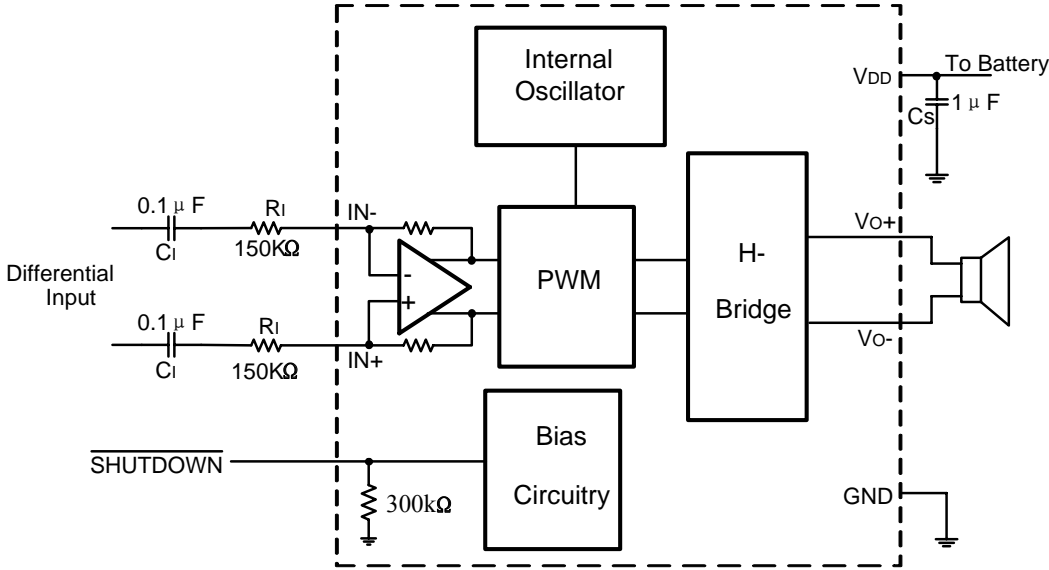 Internal
Oscillator
VDD
To Battery
1 μ F
Cs
0.1 μ F
CI
RI
150KΩ
IN-
Differential
Input
-
+
PWM
H-
Bridge
VO+
VO-
0.1 μ F
CI
RI
150KΩ
IN+
SHUTDOWN
300kΩ
Bias
Circuitry
GND